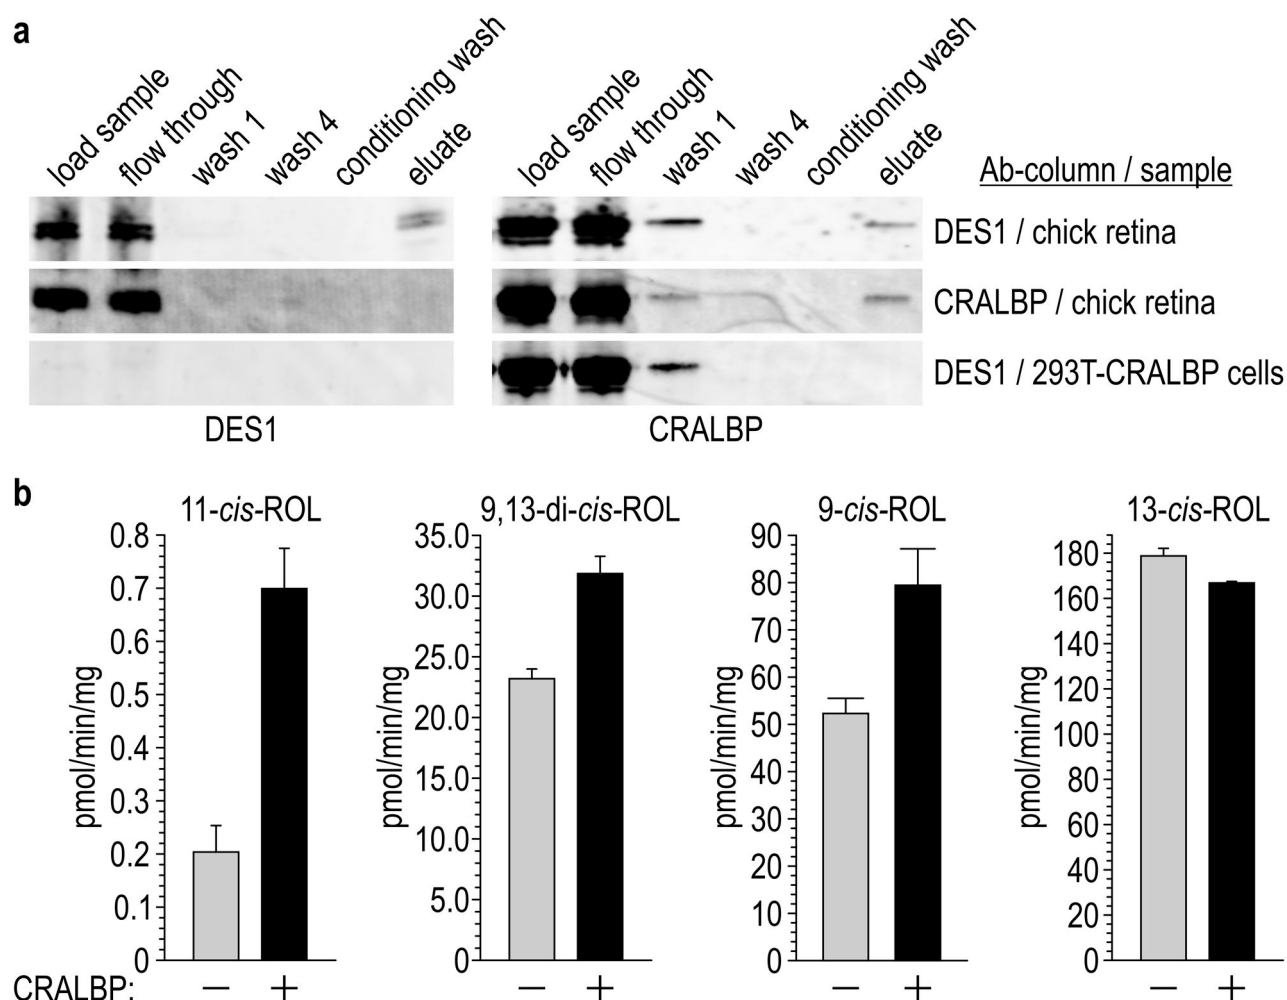 a
load sample
flow through
wash 1
wash 4
conditioning wash
eluate
load sample
flow through
wash 1
wash 4
conditioning wash
eluate
Ab-column / sample
DES1 / chick retina
CRALBP / chick retina
DES1 / 293T-CRALBP cells
DES1
CRALBP
b
11-cis-ROL
0.8
0.7
0.6
0.5
0.4
0.3
0.2
0.1
0
pmol/min/mg
9,13-di-cis-ROL
35.0
30.0
25.0
20.0
15.0
10.0
5.0
0
pmol/min/mg
9-cis-ROL
90
80
70
60
50
40
30
20
10
0
pmol/min/mg
13-cis-ROL
180
160
140
120
100
80
60
40
20
0
pmol/min/mg
CRALBP: − + − + − + − +